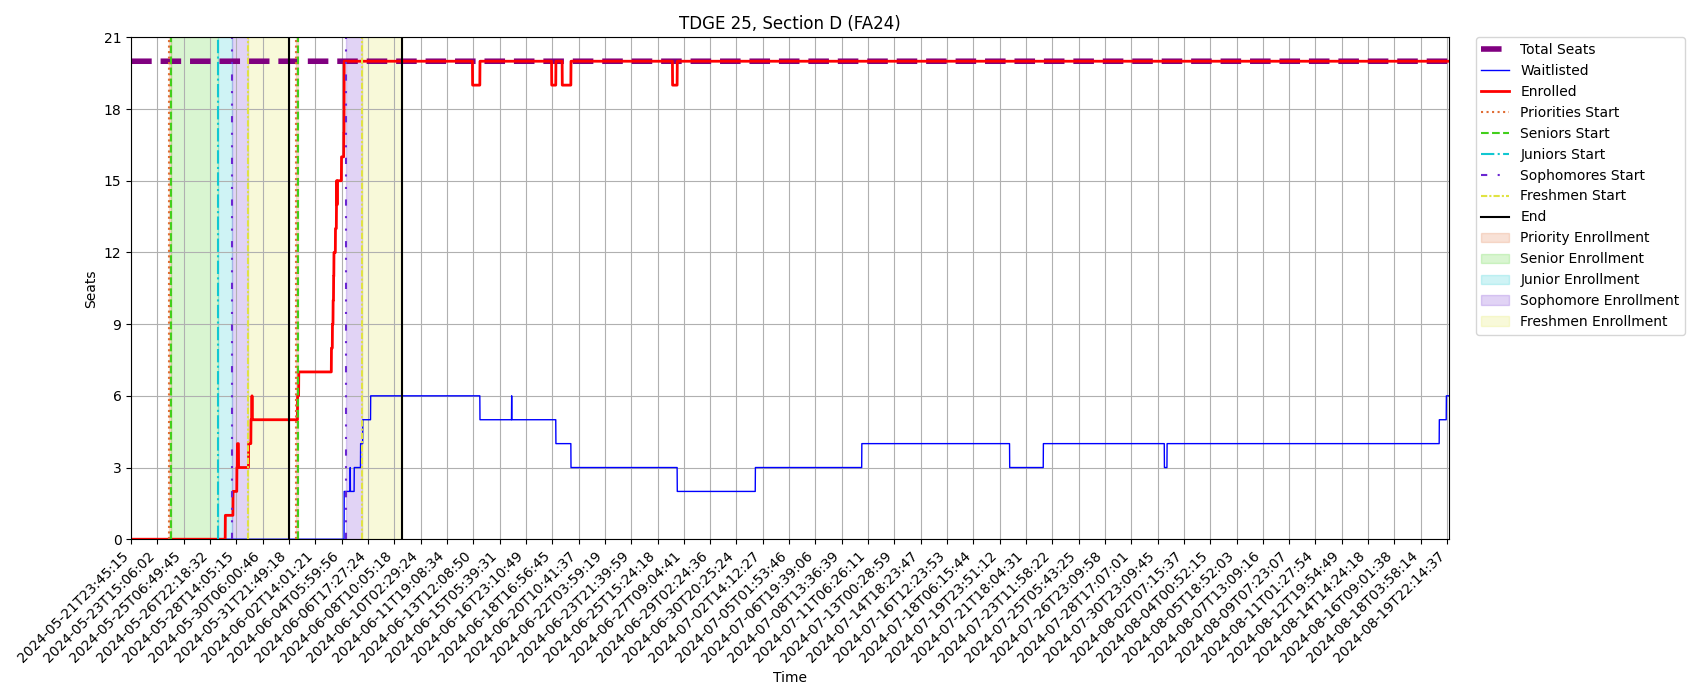 TDGE 25, Section D (FA24)
21
18
15
12
9
6
3
0
Seats
2024-05-21T23:45:15
2024-05-23T15:06:02
2024-05-25T06:49:45
2024-05-26T22:18:32
2024-05-28T14:05:15
2024-05-30T06:00:46
2024-05-31T21:49:18
2024-06-02T14:01:21
2024-06-04T05:59:56
2024-06-06T17:27:24
2024-06-08T10:05:18
2024-06-10T02:29:24
2024-06-11T19:08:34
2024-06-13T12:08:50
2024-06-15T05:39:31
2024-06-16T23:10:49
2024-06-18T16:56:45
2024-06-20T10:41:37
2024-06-22T03:59:19
2024-06-23T21:39:59
2024-06-25T15:24:18
2024-06-27T09:04:41
2024-06-29T02:24:36
2024-06-30T20:25:24
2024-07-02T14:12:27
2024-07-05T01:53:46
2024-07-06T19:39:06
2024-07-08T13:36:39
2024-07-11T06:26:11
2024-07-13T00:28:59
2024-07-14T18:23:47
2024-07-16T12:23:53
2024-07-18T06:15:44
2024-07-19T23:51:12
2024-07-21T18:04:31
2024-07-23T11:58:22
2024-07-25T05:43:25
2024-07-26T23:09:58
2024-07-28T17:07:01
2024-07-30T23:09:45
2024-08-02T07:15:37
2024-08-04T00:52:15
2024-08-05T18:52:03
2024-08-07T13:09:16
2024-08-09T07:23:07
2024-08-11T01:27:54
2024-08-12T19:54:49
2024-08-14T14:24:18
2024-08-16T09:01:38
2024-08-18T03:58:14
2024-08-19T22:14:37
Time
Total Seats
Waitlisted
Enrolled
Priorities Start
Seniors Start
Juniors Start
Sophomores Start
Freshmen Start
End
Priority Enrollment
Senior Enrollment
Junior Enrollment
Sophomore Enrollment
Freshmen Enrollment